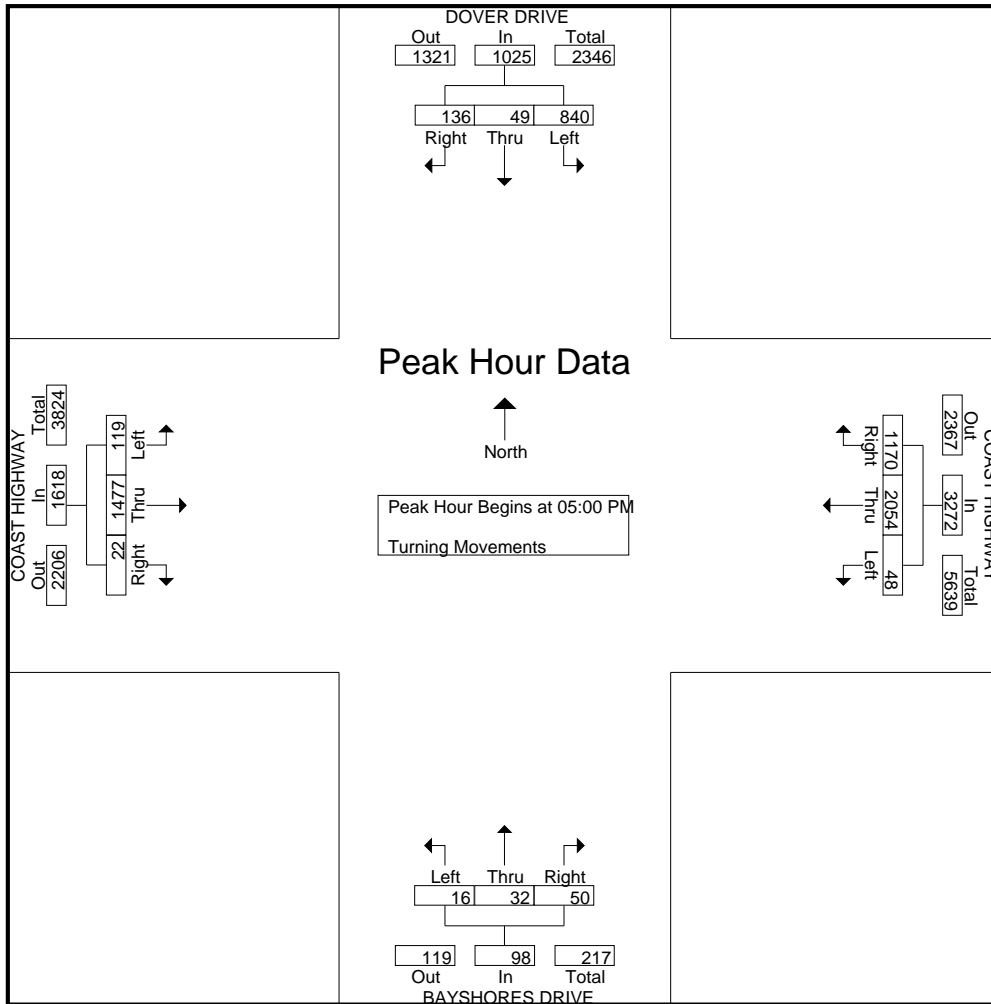 DOVER DRIVE
Out In Total
1321 1025 2346
136 49 840
Right Thru Left
Peak Hour Data
North
Peak Hour Begins at 05:00 PM
Turning Movements
COAST HIGHWAY
Total In Out
3824 1618 2206
119 1477 22
Left Thru Right
COAST HIGHWAY
Out In Total
2367 3272 5639
1170 2054 48
Right Thru Left
Left Thru Right
16 32 50
119 98 217
Out In Total
BAYSHORES DRIVE